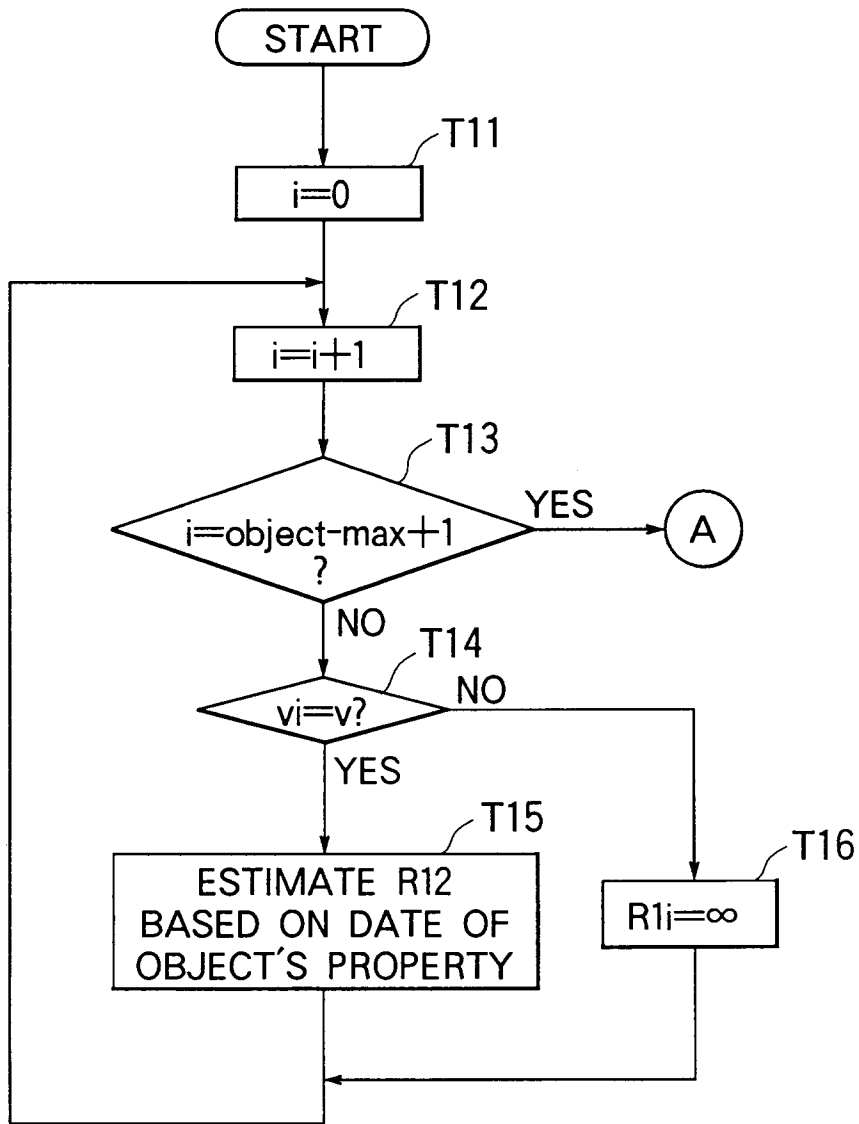 START
T11
i=0
T12
i=i+1
T13
i=object-max+1
?
YES
A
NO
T14
vi=v?
NO
YES
T15
ESTIMATE R12
BASED ON DATE OF
OBJECT'S PROPERTY
T16
R1i=∞